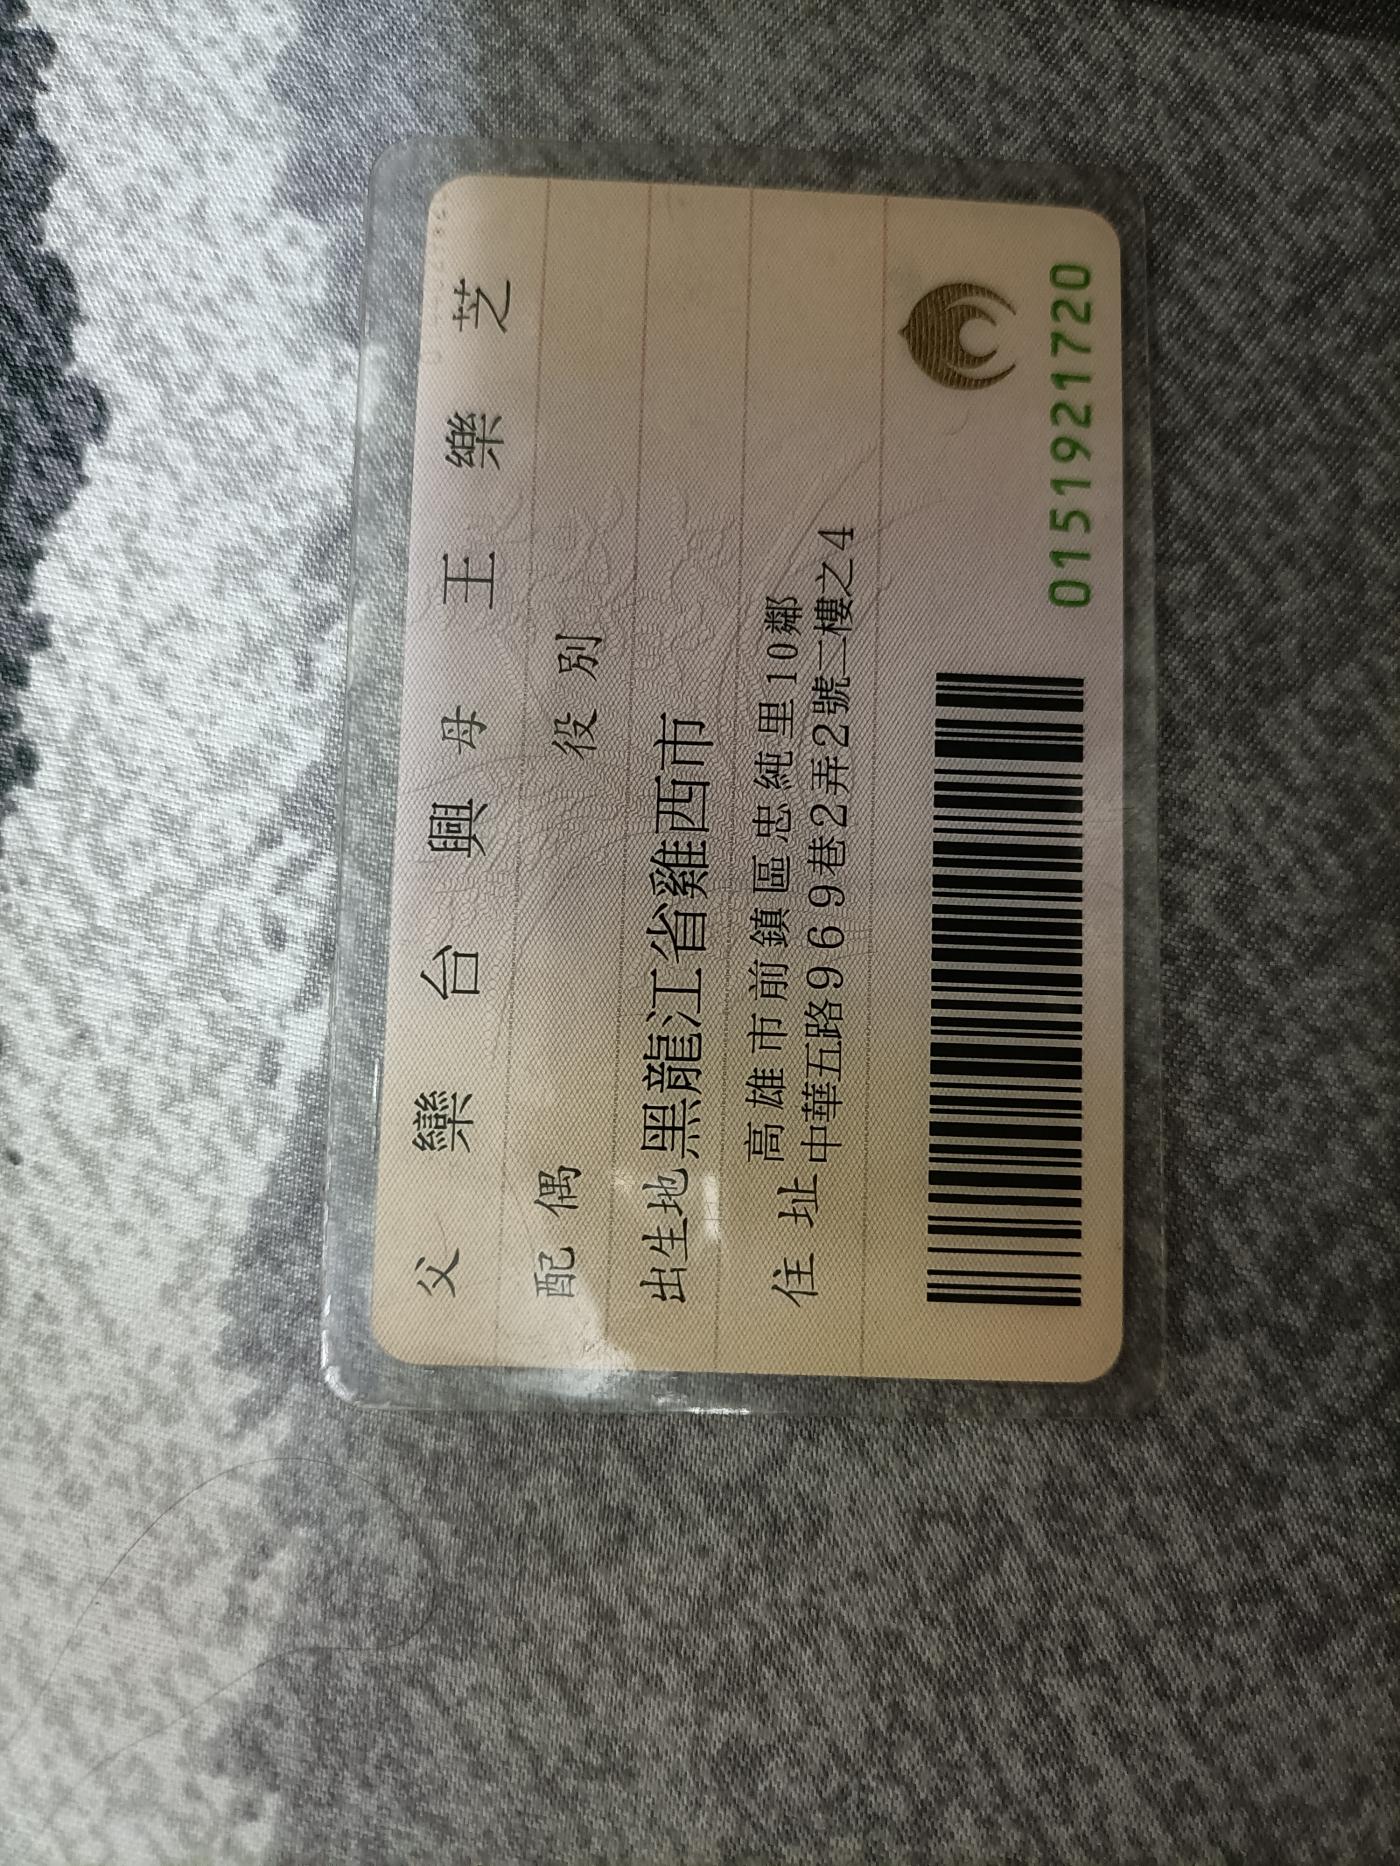 父 欒台興 母 王樂芝
配偶 役別
出生地 黑龍江省雞西市
住址 高雄市前鎮區忠純里10鄰
中華五路969巷2弄2號二樓之4
0151921720